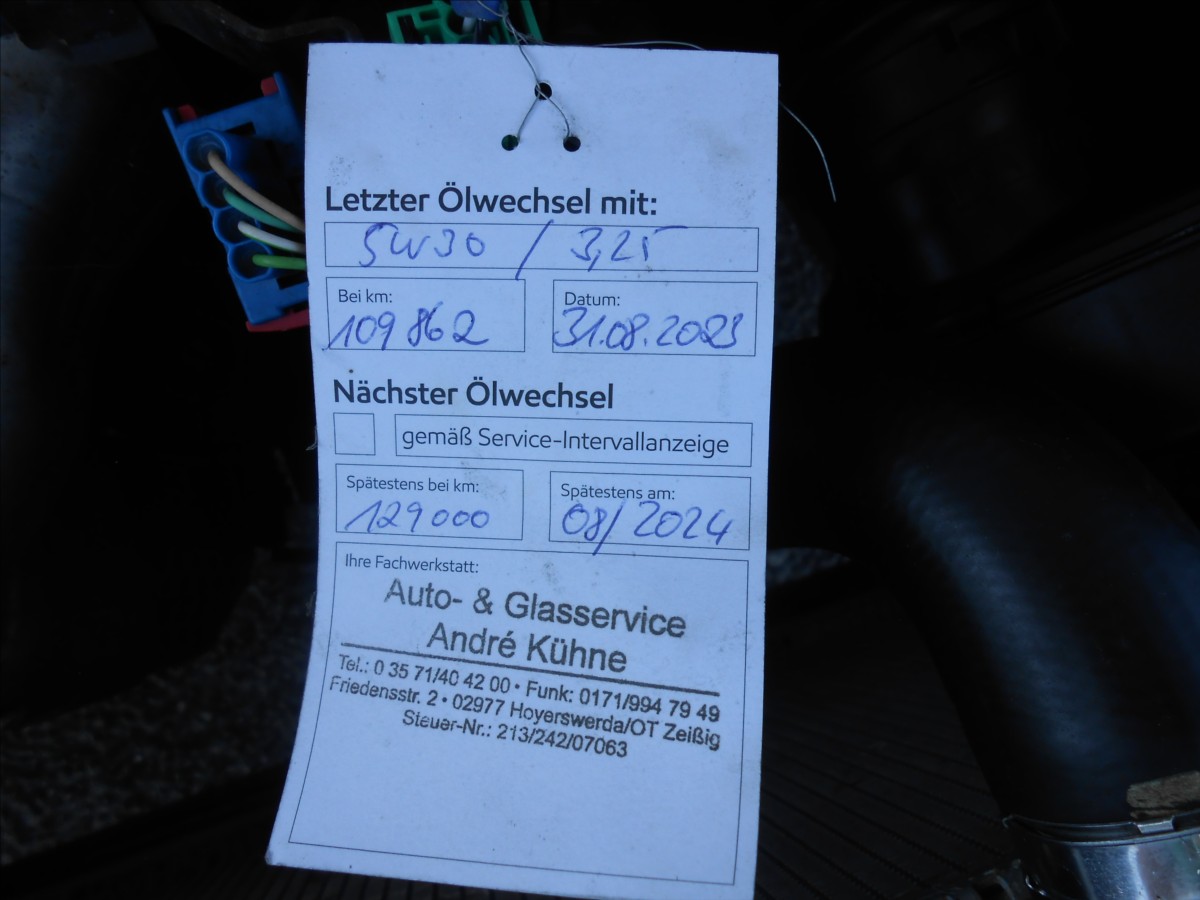 Letzter Ölwechsel mit:
5W30 / 3,25
Bei km:
109 862
Datum:
31.08.2023
Nächster Ölwechsel
gemäß Service-Intervallanzeige
Spätestens bei km:
129 000
Spätestens am:
08/2024
Ihre Fachwerkstatt:
Auto- & Glasservice
André Kühne
Tel.: 0 35 71/40 42 00 • Funk: 0171/994 79 49
Friedensstr. 2 • 02977 Hoyerswerda/OT Zeißig
Steuer-Nr.: 213/242/07063